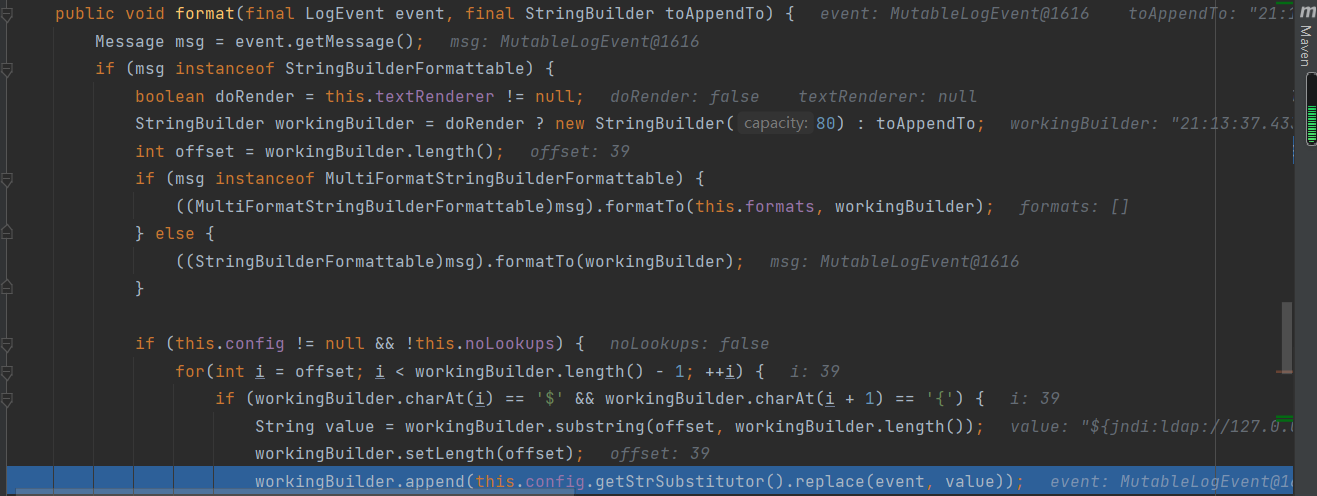 public void format(final LogEvent event, final StringBuilder toAppendTo) { event: MutableLogEvent@1616 toAppendTo: "21:1
Message msg = event.getMessage(); msg: MutableLogEvent@1616
if (msg instanceof StringBuilderFormattable) {
boolean doRender = this.textRenderer != null; doRender: false textRenderer: null
StringBuilder workingBuilder = doRender ? new StringBuilder( capacity: 80) : toAppendTo; workingBuilder: "21:13:37.433
int offset = workingBuilder.length(); offset: 39
if (msg instanceof MultiFormatStringBuilderFormattable) {
((MultiFormatStringBuilderFormattable)msg).formatTo(this.formats, workingBuilder); formats: []
} else {
((StringBuilderFormattable)msg).formatTo(workingBuilder); msg: MutableLogEvent@1616
}
if (this.config != null && !this.noLookups) { noLookups: false
for(int i = offset; i < workingBuilder.length() - 1; ++i) { i: 39
if (workingBuilder.charAt(i) == '$' && workingBuilder.charAt(i + 1) == '{') { i: 39
String value = workingBuilder.substring(offset, workingBuilder.length()); value: "${jndi:ldap://127.0.
workingBuilder.setLength(offset); offset: 39
workingBuilder.append(this.config.getStrSubstitutor().replace(event, value)); event: MutableLogEvent@1
m
Maven